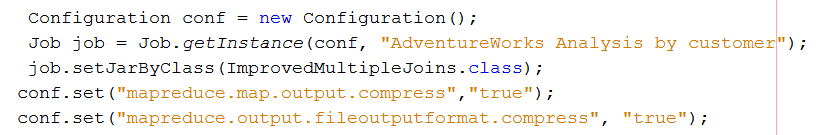 Configuration conf = new Configuration();
Job job = Job.getInstance(conf, "AdventureWorks Analysis by customer");
job.setJarByClass(ImprovedMultipleJoins.class);
conf.set("mapreduce.map.output.compress","true");
conf.set("mapreduce.output.fileoutputformat.compress", "true");